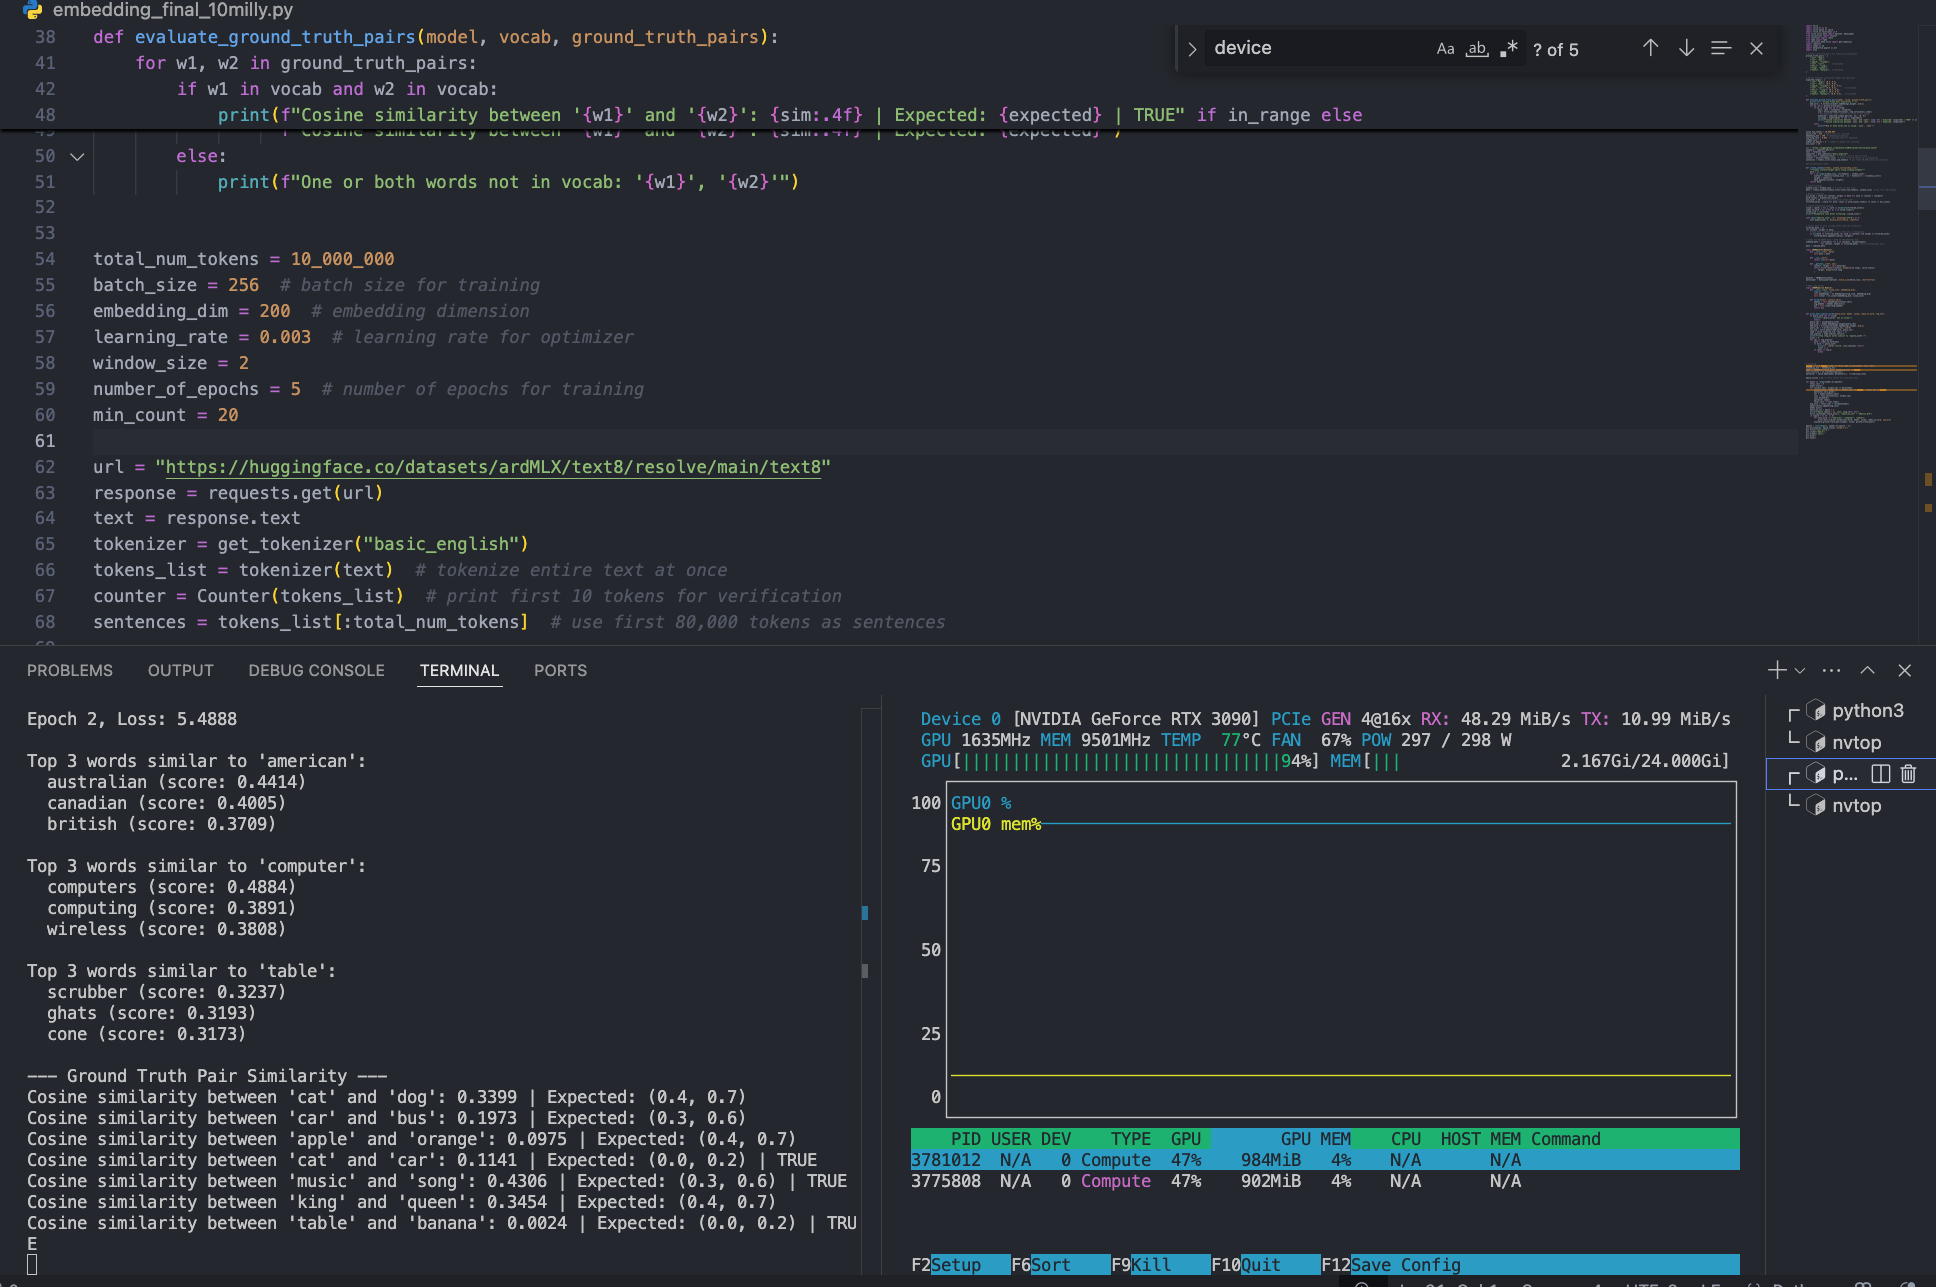 embedding_final_10milly.py
38 def evaluate_ground_truth_pairs(model, vocab, ground_truth_pairs):
41 for w1, w2 in ground_truth_pairs:
42 if w1 in vocab and w2 in vocab:
48 print(f"Cosine similarity between '{w1}' and '{w2}': {sim:.4f} | Expected: {expected} | TRUE" if in_range else
device
Aa ab .* ? of 5
50 else:
51 print(f"One or both words not in vocab: '{w1}', '{w2}'")
52
53
54 total_num_tokens = 10_000_000
55 batch_size = 256 # batch size for training
56 embedding_dim = 200 # embedding dimension
57 learning_rate = 0.003 # learning rate for optimizer
58 window_size = 2
59 number_of_epochs = 5 # number of epochs for training
60 min_count = 20
61
62 url = "https://huggingface.co/datasets/ardMLX/text8/resolve/main/text8"
63 response = requests.get(url)
64 text = response.text
65 tokenizer = get_tokenizer("basic_english")
66 tokens_list = tokenizer(text) # tokenize entire text at once
67 counter = Counter(tokens_list) # print first 10 tokens for verification
68 sentences = tokens_list[:total_num_tokens] # use first 80,000 tokens as sentences
PROBLEMS OUTPUT DEBUG CONSOLE TERMINAL PORTS
Epoch 2, Loss: 5.4888
Top 3 words similar to 'american':
australian (score: 0.4414)
canadian (score: 0.4005)
british (score: 0.3709)
Top 3 words similar to 'computer':
computers (score: 0.4884)
computing (score: 0.3891)
wireless (score: 0.3808)
Top 3 words similar to 'table':
scrubber (score: 0.3237)
ghats (score: 0.3193)
cone (score: 0.3173)
--- Ground Truth Pair Similarity ---
Cosine similarity between 'cat' and 'dog': 0.3399 | Expected: (0.4, 0.7)
Cosine similarity between 'car' and 'bus': 0.1973 | Expected: (0.3, 0.6)
Cosine similarity between 'apple' and 'orange': 0.0975 | Expected: (0.4, 0.7)
Cosine similarity between 'cat' and 'car': 0.1141 | Expected: (0.0, 0.2) | TRUE
Cosine similarity between 'music' and 'song': 0.4306 | Expected: (0.3, 0.6) | TRUE
Cosine similarity between 'king' and 'queen': 0.3454 | Expected: (0.4, 0.7)
Cosine similarity between 'table' and 'banana': 0.0024 | Expected: (0.0, 0.2) | TRU
E
Device 0 [NVIDIA GeForce RTX 3090] PCIe GEN 4@16x RX: 48.29 MiB/s TX: 10.99 MiB/s
GPU 1635MHz MEM 9501MHz TEMP 77°C FAN 67% POW 297 / 298 W
GPU[||||||||||||||||||||||||||||||||94%] MEM[||| 2.167Gi/24.000Gi]
100 GPU0 %
GPU0 mem%
75
50
25
0
PID USER DEV TYPE GPU GPU MEM CPU HOST MEM Command
3781012 N/A 0 Compute 47% 984MiB 4% N/A N/A
3775808 N/A 0 Compute 47% 902MiB 4% N/A N/A
F2Setup F6Sort F9Kill F10Quit F12Save Config
python3
nvtop
p...
nvtop